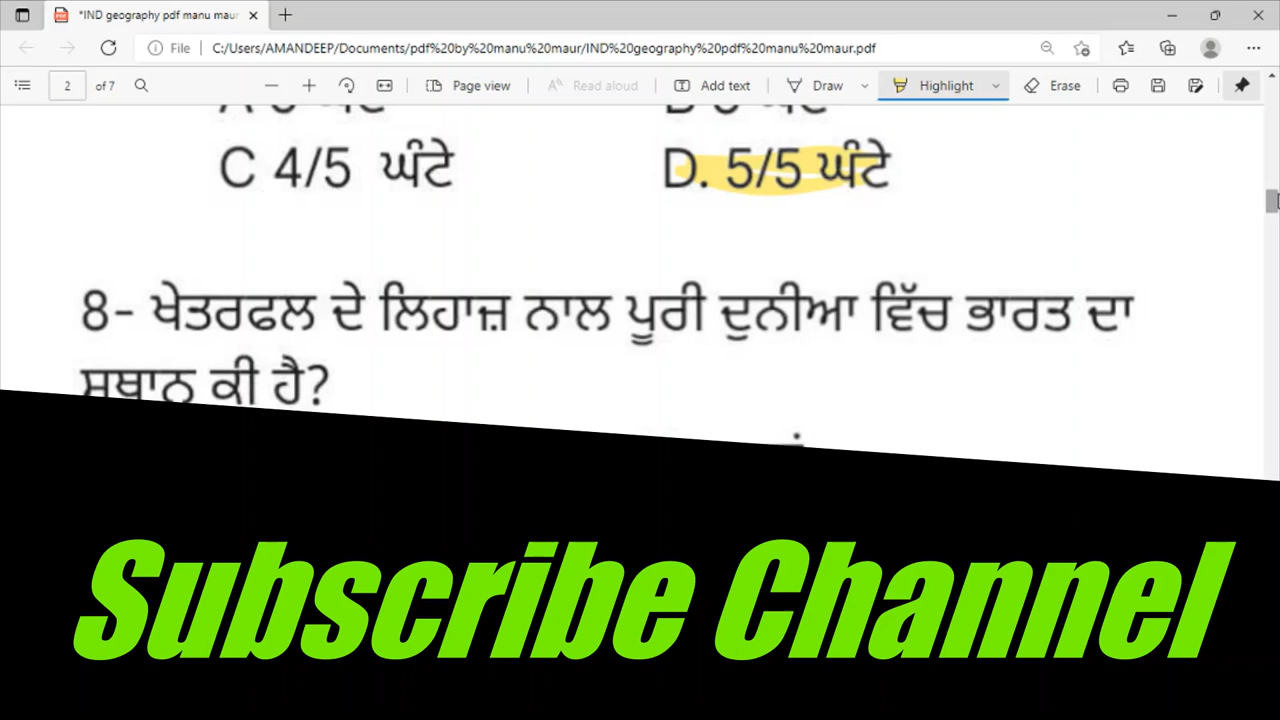 *IND geography pdf manu maur
File C:/Users/AMANDEEP/Documents/pdf%20by%20manu%20maur/IND%20geography%20pdf%20manu%20maur.pdf
2 of 7 Page view Read aloud Add text Draw Highlight Erase
C 4/5 ਘੰਟੇ D. 5/5 ਘੰਟੇ
8- ਖੇਤਰਫਲ ਦੇ ਲਿਹਾਜ਼ ਨਾਲ ਪੂਰੀ ਦੁਨੀਆ ਵਿੱਚ ਭਾਰਤ ਦਾ
ਸਥਾਨ ਕੀ ਹੈ?
Subscribe Channel